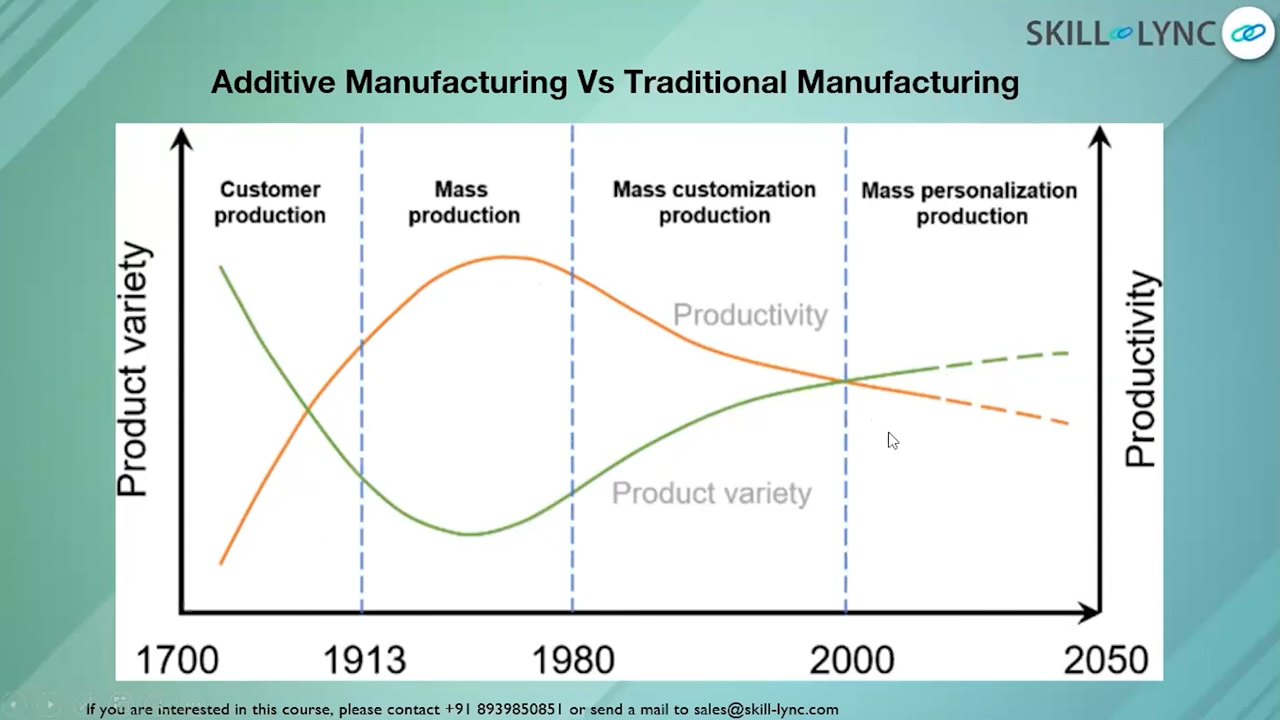 SKILL LYNC
Additive Manufacturing Vs Traditional Manufacturing
Customer
production
Mass
production
Mass customization
production
Mass personalization
production
Product variety
Productivity
Productivity
Product variety
1700
1913
1980
2000
2050
If you are interested in this course, please contact +91 8939850851 or send a mail to sales@skill-lync.com